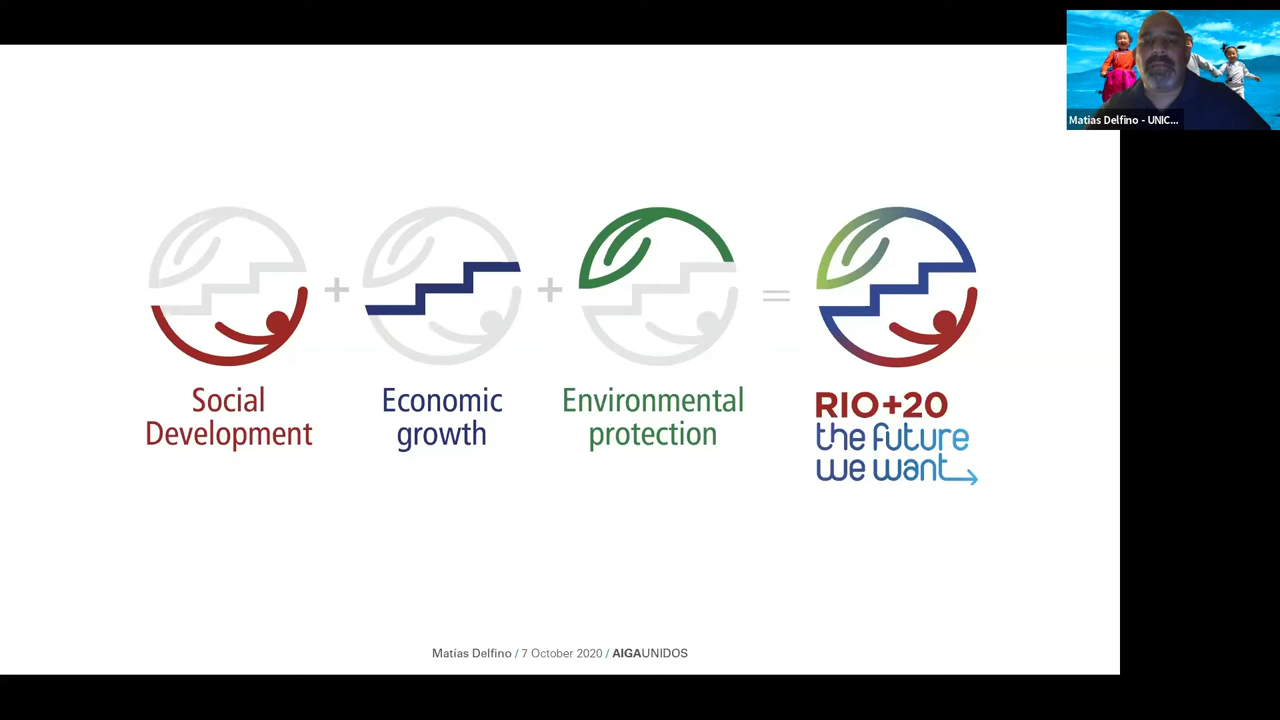 Matias Delfino - UNIC...
+
+
=
Social
Development
Economic
growth
Environmental
protection
RIO+20
the future
we want
Matías Delfino / 7 October 2020 / AIGAUNIDOS